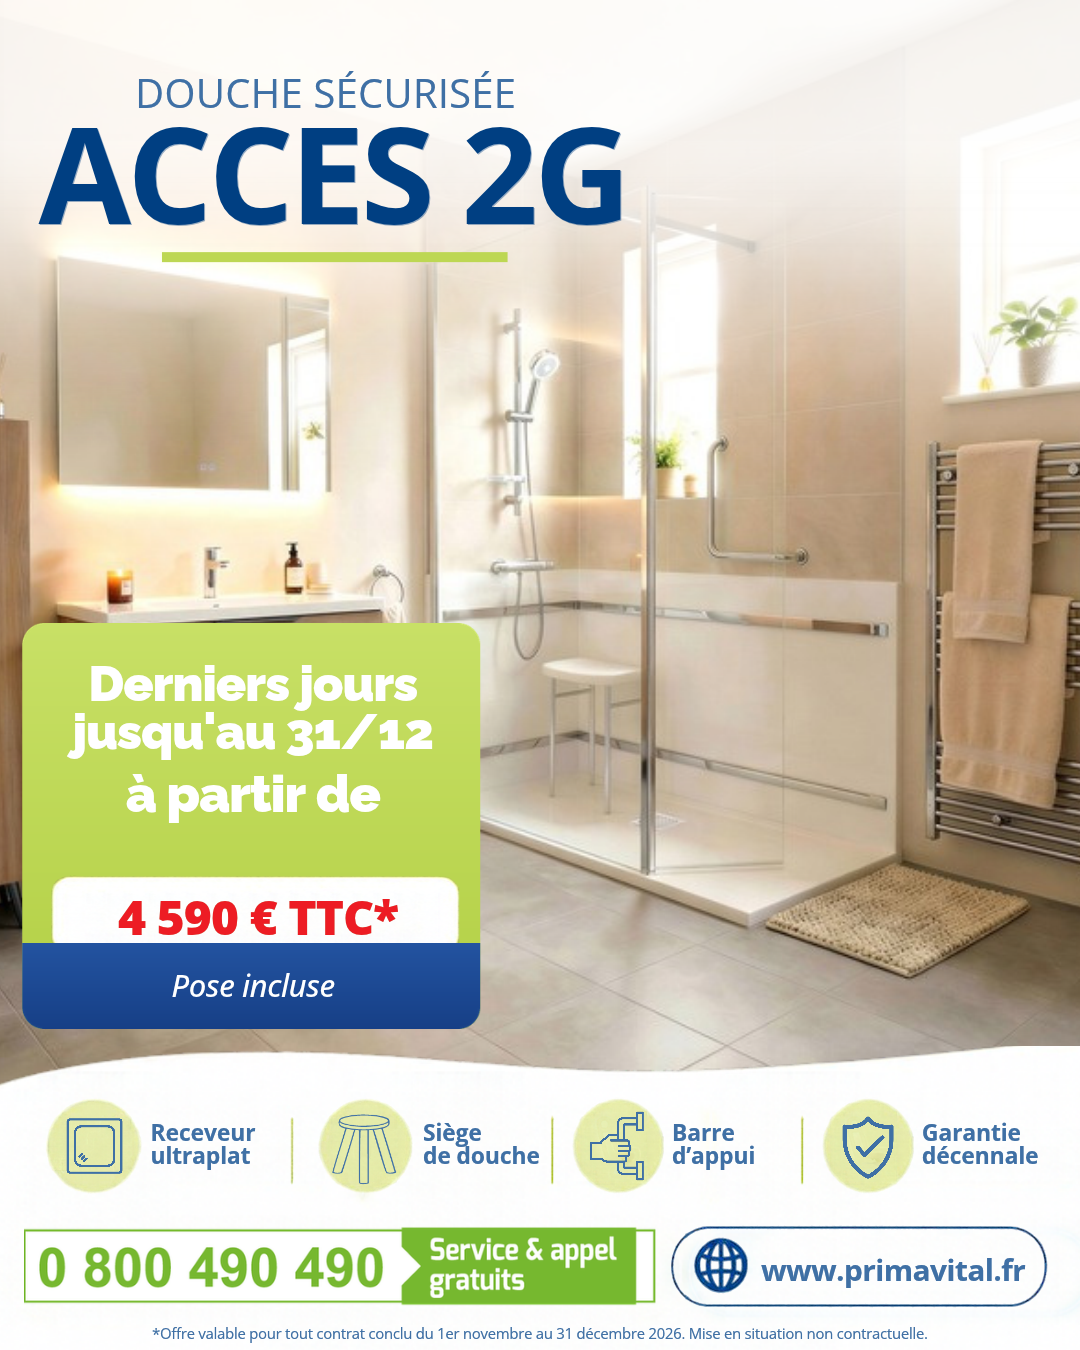 DOUCHE SÉCURISÉE
ACCES 2G
Derniers jours
jusqu'au 31/12
à partir de
4 590 € TTC*
Pose incluse
Receveur
ultraplat
Siège
de douche
Barre
d’appui
Garantie
décennale
0 800 490 490
Service & appel
gratuits
www.primavital.fr
*Offre valable pour tout contrat conclu du 1er novembre au 31 décembre 2026. Mise en situation non contractuelle.